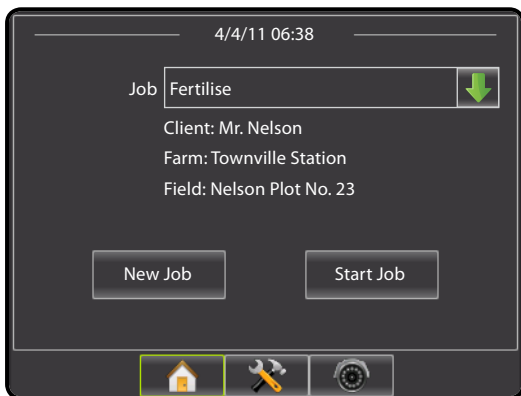 4/4/11 06:38
Job Fertilise
Client: Mr. Nelson
Farm: Townville Station
Field: Nelson Plot No. 23
New Job Start Job